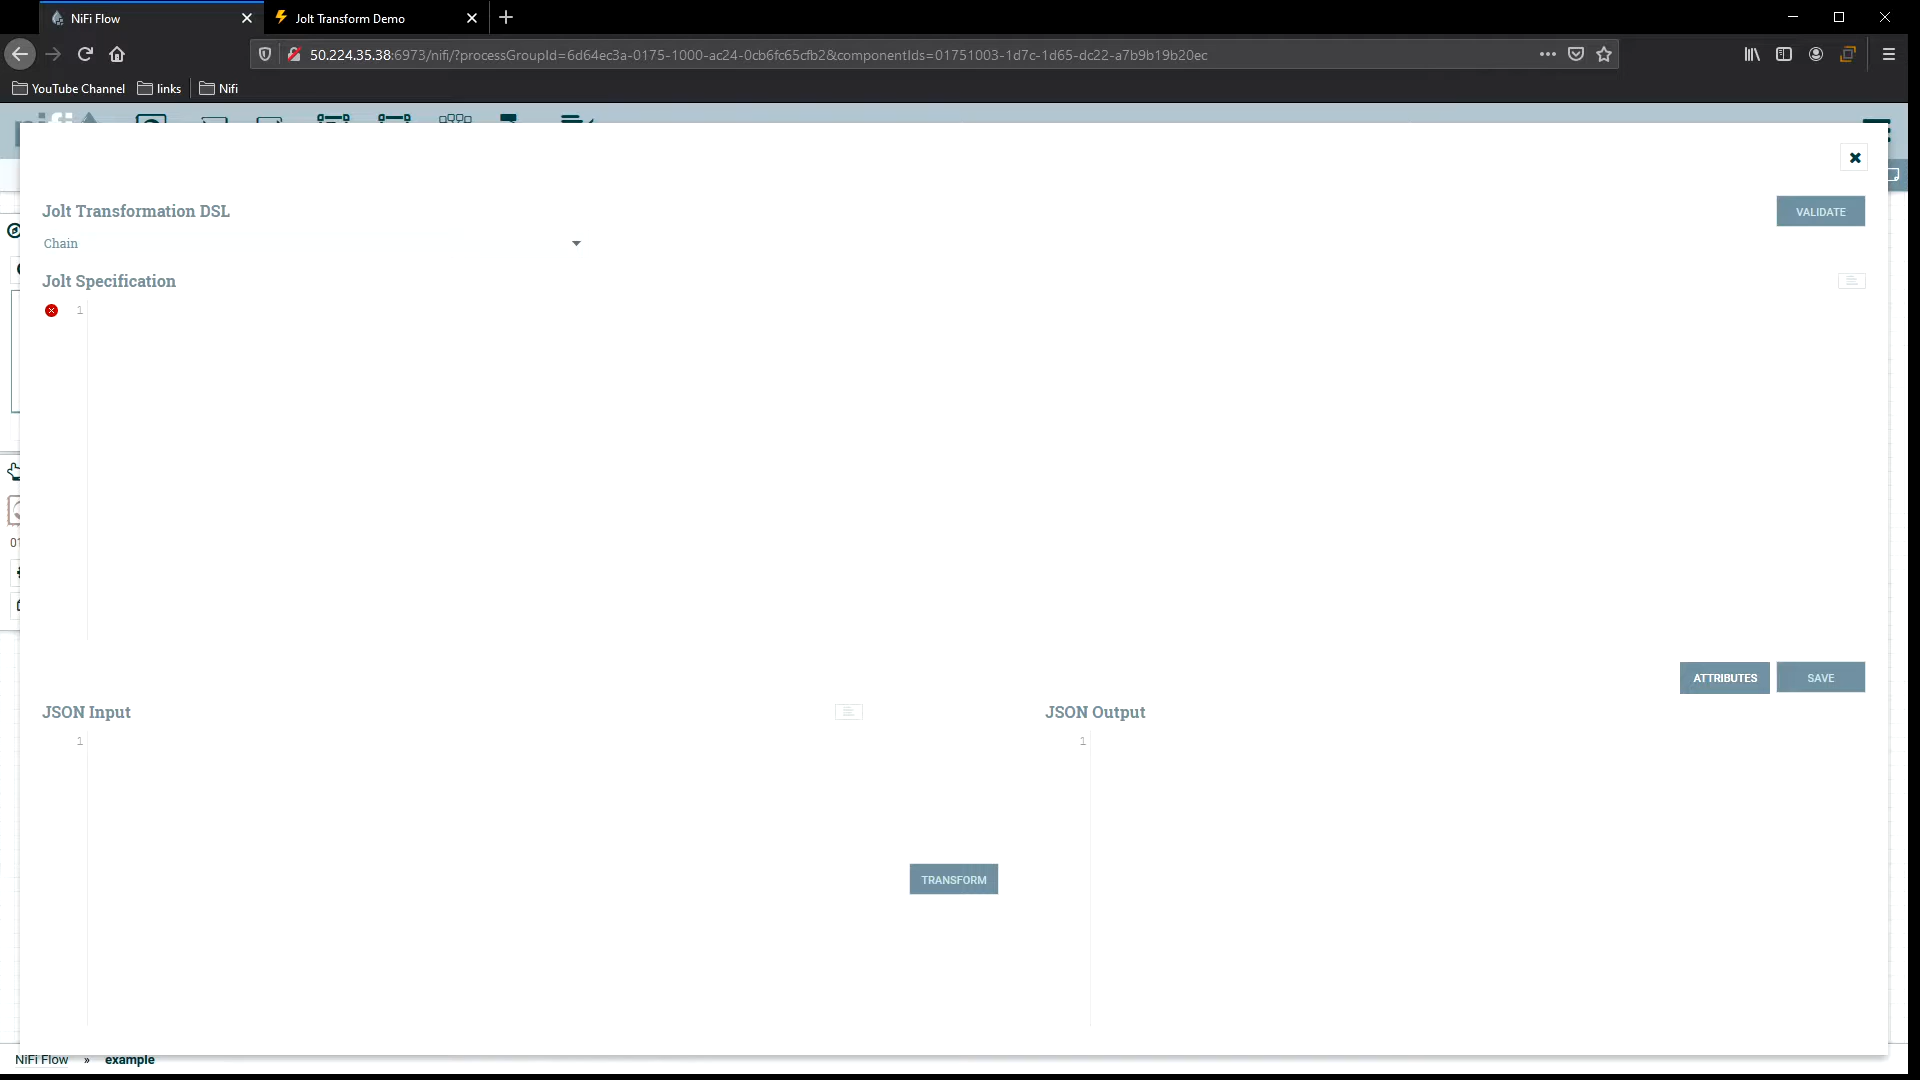 NiFi Flow
Jolt Transform Demo
50.224.35.38:6973/nifi/?processGroupId=6d64ec3a-0175-1000-ac24-0cb6fc65cfb2&componentIds=01751003-1d7c-1d65-dc22-a7b9b19b20ec
YouTube Channel links Nifi
Jolt Transformation DSL
VALIDATE
Chain
Jolt Specification
1
ATTRIBUTES SAVE
JSON Input
JSON Output
1
1
TRANSFORM
NiFi Flow » example